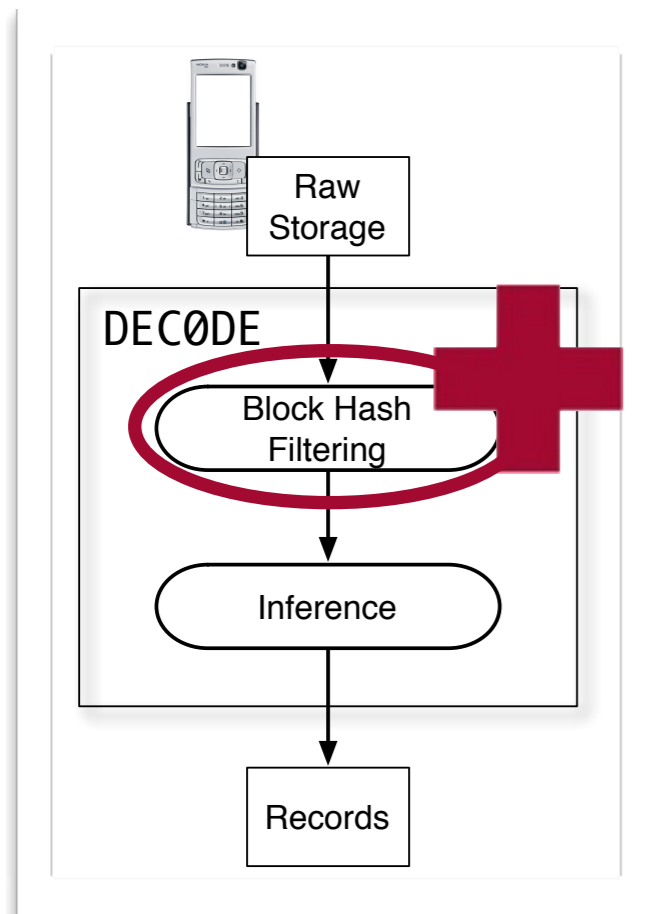 Raw
Storage
DEC0DE
Block Hash
Filtering
Inference
Records